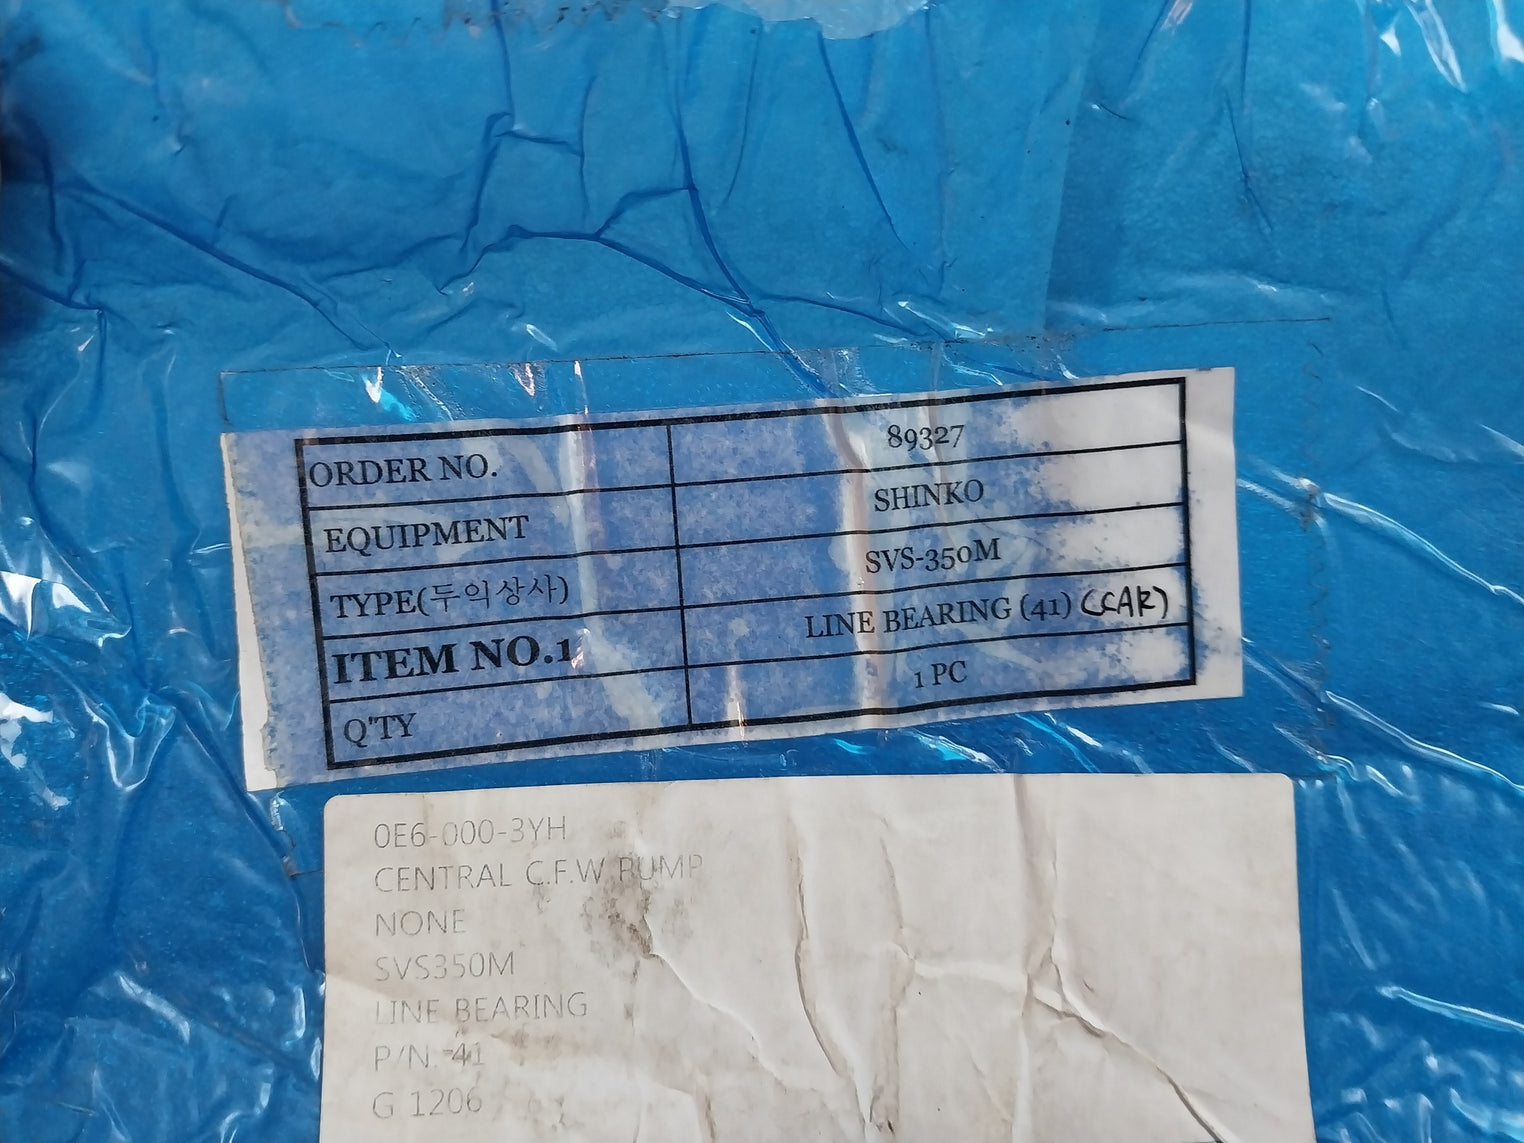 ORDER NO. 89327
EQUIPMENT SHINKO
TYPE(두익상사) SVS-350M
ITEM NO.1 LINE BEARING (41) (CAR)
Q'TY 1 PC
0E6-000-3YH
CENTRAL C.F.W PUMP
NONE
SVS350M
LINE BEARING
P/N. 41
G 1206